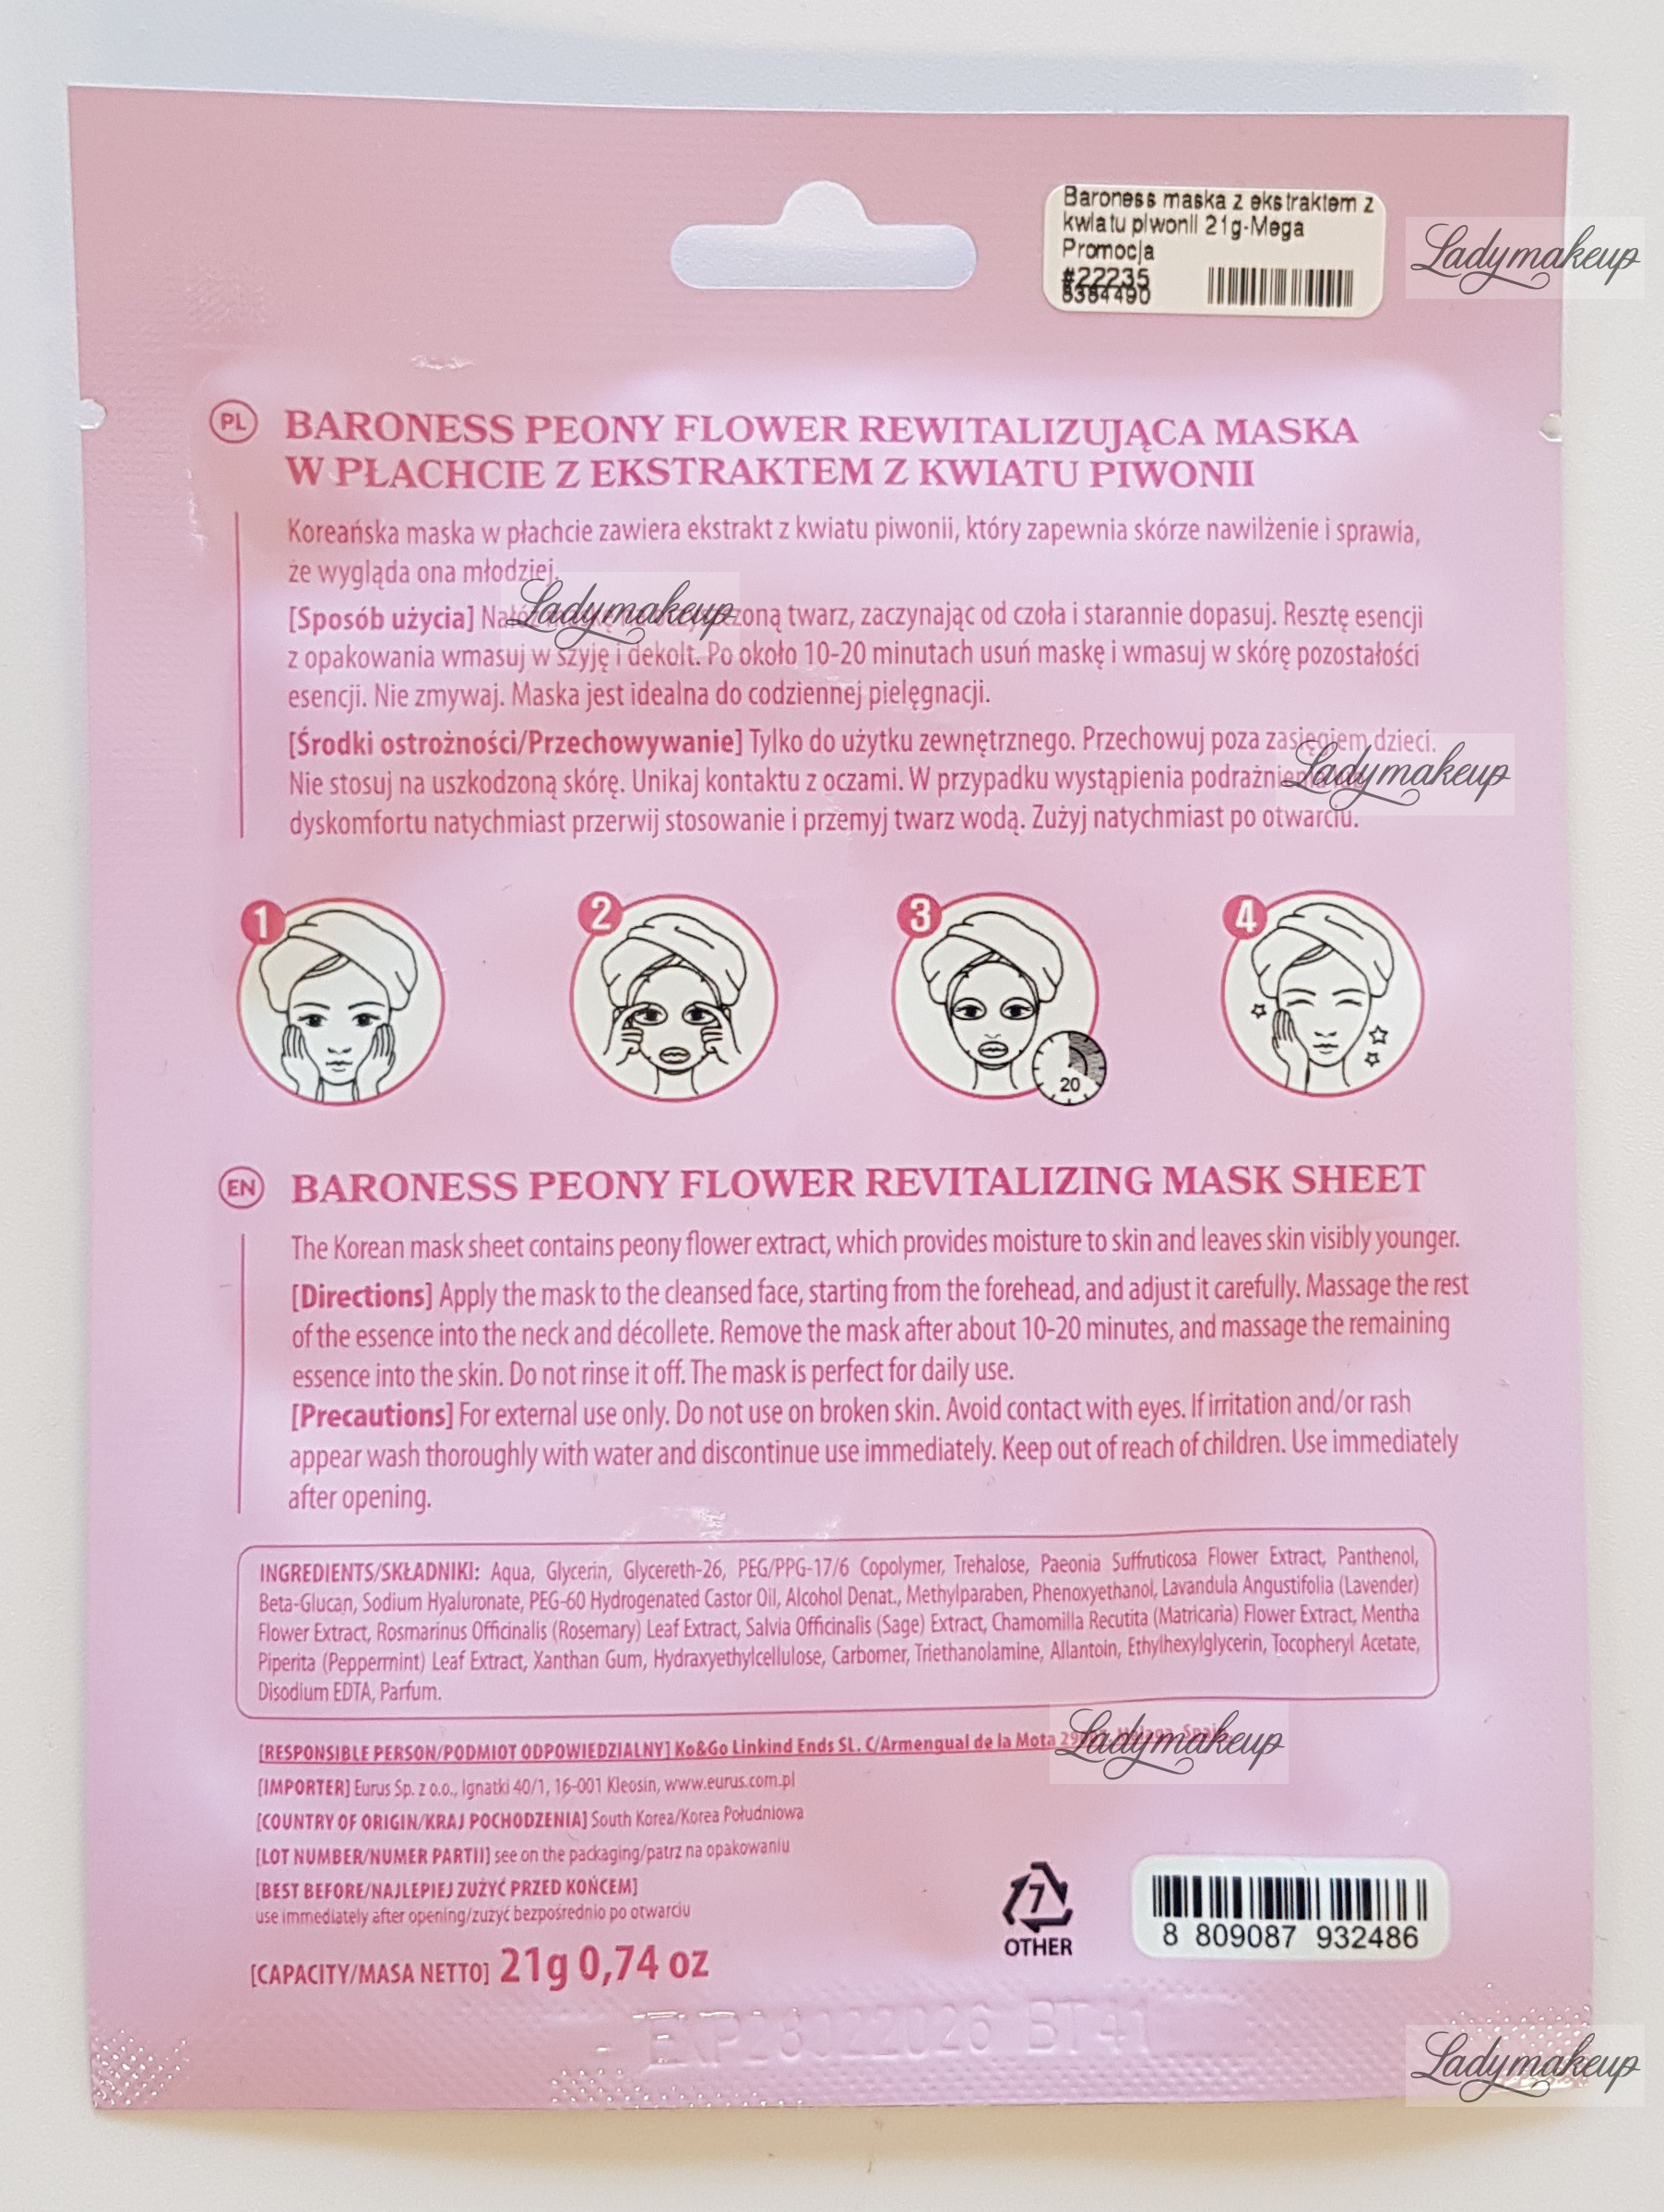 Baroness maska z ekstraktem z
kwiatu piwonii 21g-Mega
Promocja
#22235
8384490
Ladymakeup
PL
BARONESS PEONY FLOWER REWITALIZUJĄCA MASKA
W PŁACHCIE Z EKSTRAKTEM Z KWIATU PIWONII
Koreańska maska w płachcie zawiera ekstrakt z kwiatu piwonii, który zapewnia skórze nawilżenie i sprawia,
że wygląda ona młodziej.
Ladymakeup
[Sposób użycia] twarz, zaczynając od czoła i starannie dopasuj. Resztę esencji
z opakowania wmasuj w szyję i dekolt. Po około 10-20 minutach usuń maskę i wmasuj w skórę pozostałości
esencji. Nie zmywaj. Maska jest idealna do codziennej pielęgnacji.
[Środki ostrożności/Przechowywanie] Tylko do użytku zewnętrznego. Przechowuj poza zasięgiem dzieci.
Nie stosuj na uszkodzoną skórę. Unikaj kontaktu z oczami. W przypadku wystąpienia
Ladymakeup
dyskomfortu natychmiast przerwij stosowanie i przemyj twarz wodą. Zużyj natychmiast po otwarciu.
1
2
3
20
4
EN
BARONESS PEONY FLOWER REVITALIZING MASK SHEET
The Korean mask sheet contains peony flower extract, which provides moisture to skin and leaves skin visibly younger.
[Directions] Apply the mask to the cleansed face, starting from the forehead, and adjust it carefully. Massage the rest
of the essence into the neck and décollete. Remove the mask after about 10-20 minutes, and massage the remaining
essence into the skin. Do not rinse it off. The mask is perfect for daily use.
[Precautions] For external use only. Do not use on broken skin. Avoid contact with eyes. If irritation and/or rash
appear wash thoroughly with water and discontinue use immediately. Keep out of reach of children. Use immediately
after opening.
INGREDIENTS/SKŁADNIKI: Aqua, Glycerin, Glycereth-26, PEG/PPG-17/6 Copolymer, Trehalose, Paeonia Suffruticosa Flower Extract, Panthenol,
Beta-Glucan, Sodium Hyaluronate, PEG-60 Hydrogenated Castor Oil, Alcohol Denat., Methylparaben, Phenoxyethanol, Lavandula Angustifolia (Lavender)
Flower Extract, Rosmarinus Officinalis (Rosemary) Leaf Extract, Salvia Officinalis (Sage) Extract, Chamomilla Recutita (Matricaria) Flower Extract, Mentha
Piperita (Peppermint) Leaf Extract, Xanthan Gum, Hydraxyethylcellulose, Carbomer, Triethanolamine, Allantoin, Ethylhexylglycerin, Tocopheryl Acetate,
Disodium EDTA, Parfum.
[RESPONSIBLE PERSON/PODMIOT ODPOWIEDZIALNY] Ko&Go Linkind Ends SL. C/Armengual de la Mota Malaga, Spain
Ladymakeup
[IMPORTER] Eurus Sp. z o.o., Ignatki 40/1, 16-001 Kleosin, www.eurus.com.pl
[COUNTRY OF ORIGIN/KRAJ POCHODZENIA] South Korea/Korea Południowa
[LOT NUMBER/NUMER PARTII] see on the packaging/patrz na opakowaniu
[BEST BEFORE/NAJLEPIEJ ZUŻYĆ PRZED KOŃCEM]
use immediately after opening/zużyć bezpośrednio po otwarciu
[CAPACITY/MASA NETTO] 21g 0,74 oz
7
OTHER
8 809087 932486
EXP28122026 BT41
Ladymakeup